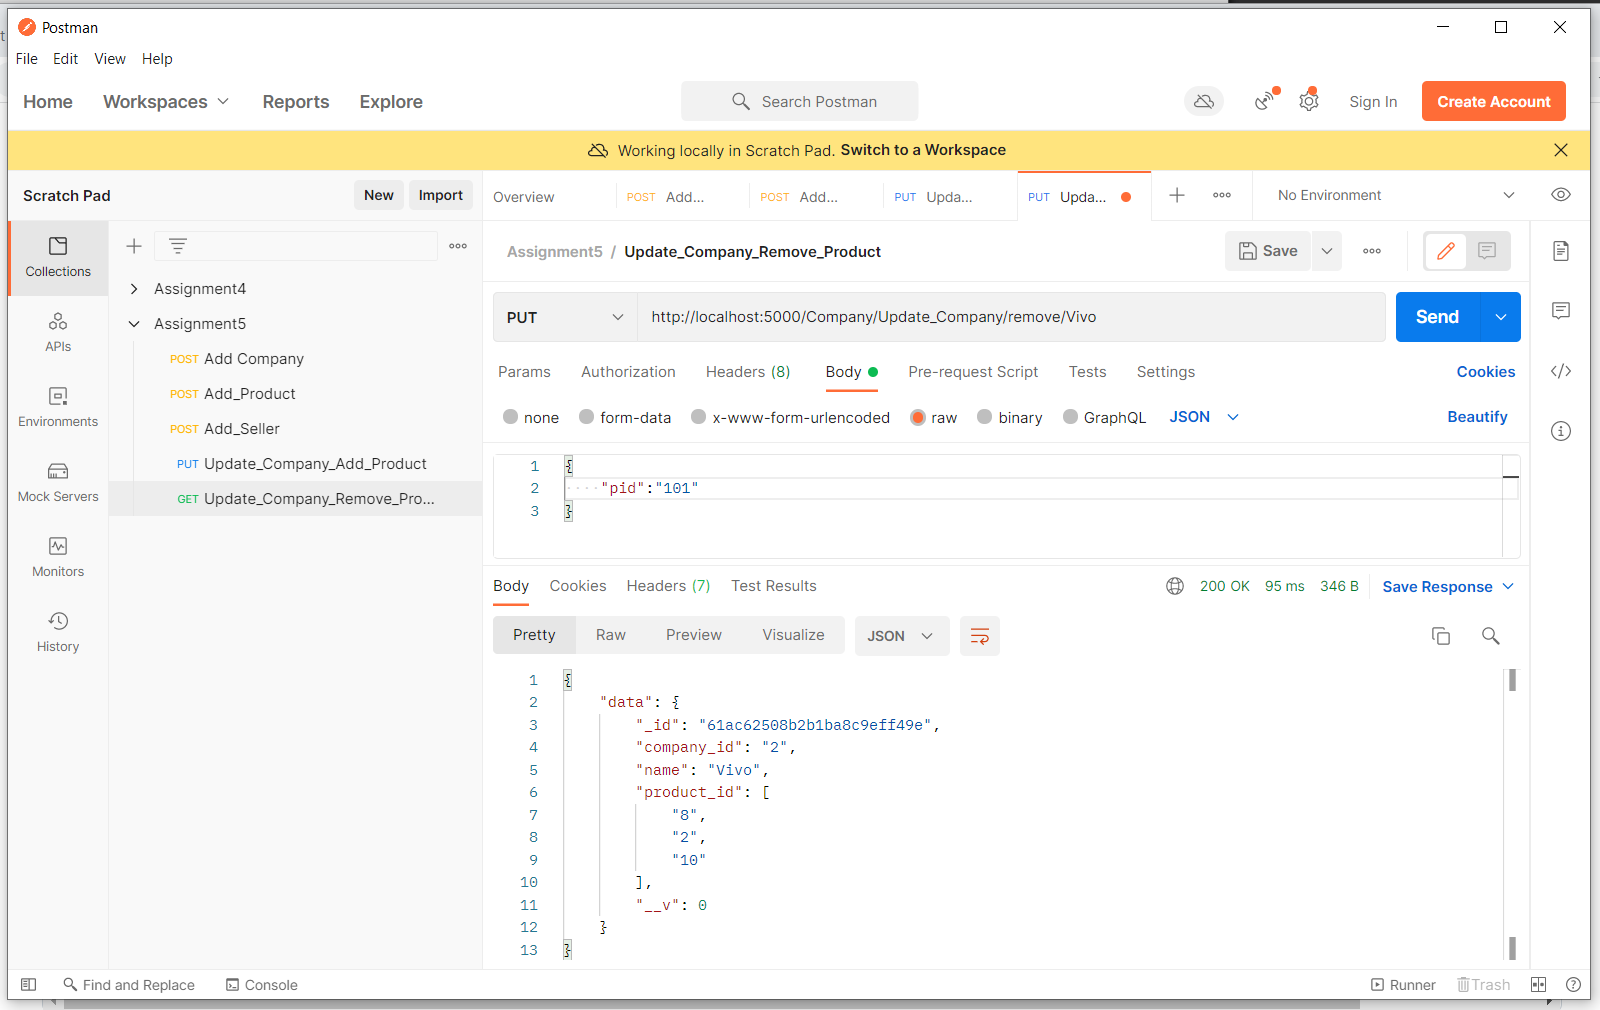 Postman
File Edit View Help
Home Workspaces Reports Explore Search Postman Sign In Create Account
Working locally in Scratch Pad. Switch to a Workspace
Scratch Pad New Import Overview POST Add... POST Add... PUT Upda... PUT Upda... No Environment
Collections
APIs
Environments
Mock Servers
Monitors
History
Assignment4
Assignment5
POST Add Company
POST Add_Product
POST Add_Seller
PUT Update_Company_Add_Product
GET Update_Company_Remove_Pro...
Assignment5 / Update_Company_Remove_Product Save
PUT http://localhost:5000/Company/Update_Company/remove/Vivo Send
Params Authorization Headers (8) Body Pre-request Script Tests Settings Cookies
none form-data x-www-form-urlencoded raw binary GraphQL JSON Beautify
1 {
2 "pid":"101"
3 }
Body Cookies Headers (7) Test Results 200 OK 95 ms 346 B Save Response
Pretty Raw Preview Visualize JSON
1 {
2 "data": {
3 "_id": "61ac62508b2b1ba8c9eff49e",
4 "company_id": "2",
5 "name": "Vivo",
6 "product_id": [
7 "8",
8 "2",
9 "10"
10 ],
11 "__v": 0
12 }
13 }
Find and Replace Console Runner Trash